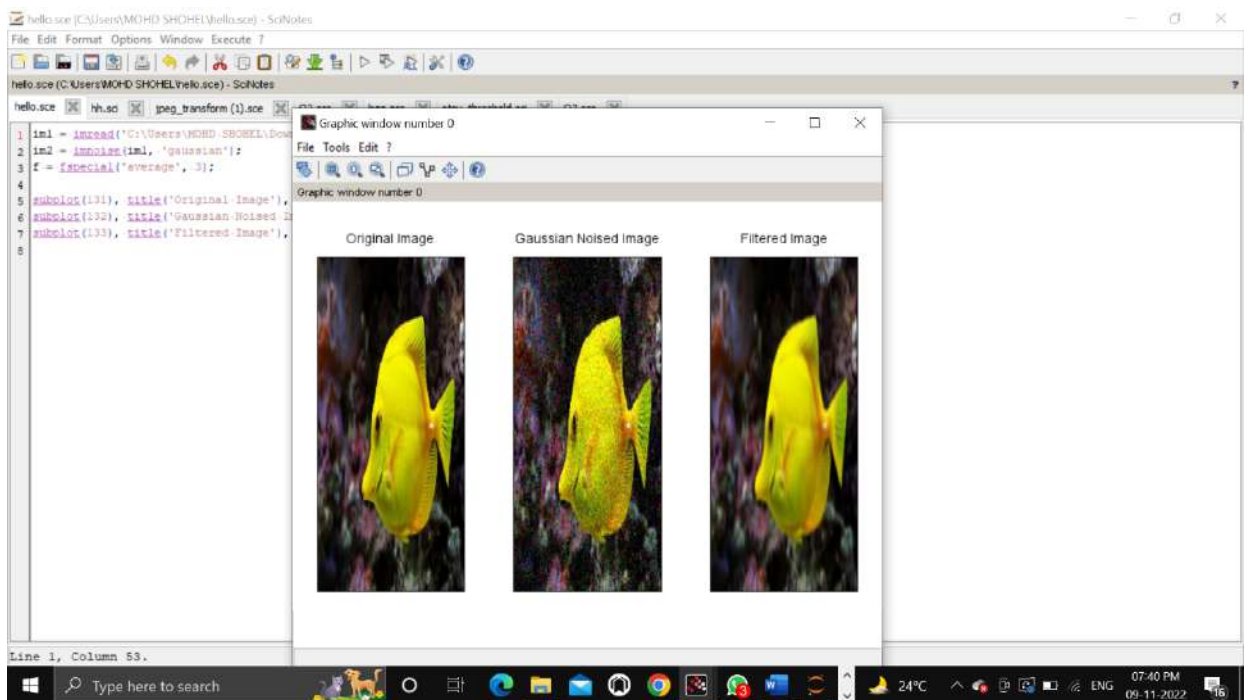 hello.sce (C:\Users\MOHD SHOHEL\hello.sce) - SciNotes
File Edit Format Options Window Execute ?
hello.sce (C:\Users\MOHD SHOHEL\hello.sce) - SciNotes
hello.sce hh.sci jpeg_transform (1).sce
1 im1 = imread('C:\Users\MOHD SHOHEL\Dow
2 im2 = imnoise(im1, 'gaussian');
3 f = fspecial('average', 3);
4
5 subplot(131), title('Original Image'),
6 subplot(132), title('Gaussian Noised I
7 subplot(133), title('Filtered Image'),
8
Graphic window number 0
File Tools Edit ?
Graphic window number 0
Original Image Gaussian Noised Image Filtered Image
Line 1, Column 53.
Type here to search
3
24°C
ENG
07:40 PM
09-11-2022
16